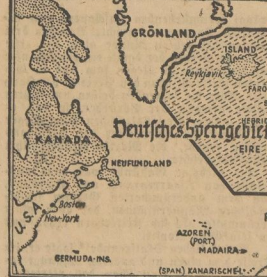 GRÖNLAND
ISLAND
Reykjavik
FÄRÖ
Deutsches Sperrgebiet
HEBRI
KANADA
EIRE
NEUFUNDLAND
U.S.A.
Boston
New-York
AZOREN
(PORT.)
MADAIRA
BERMUDA-INS.
(SPAN) KANARISCHE-I.